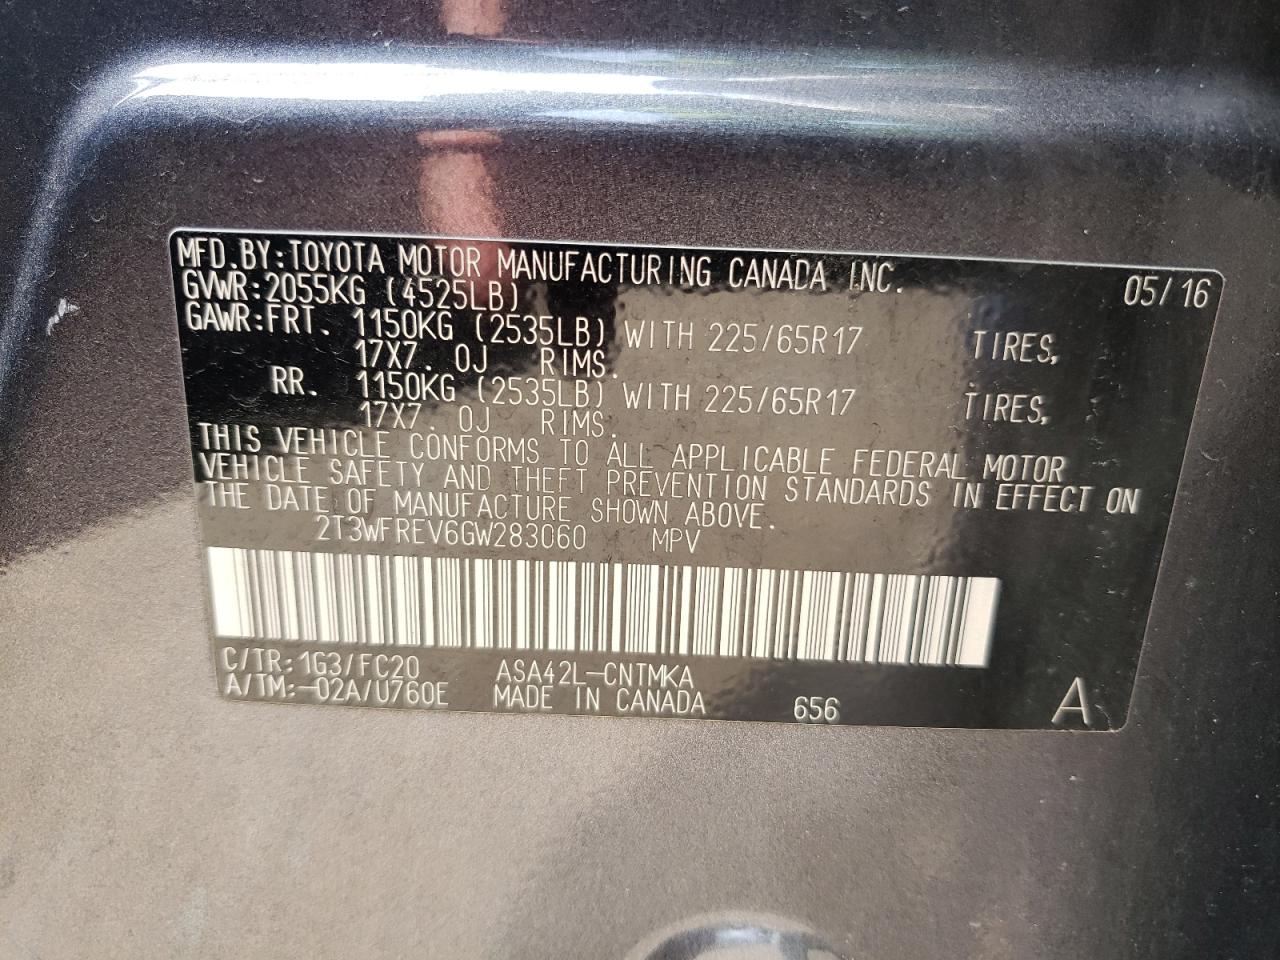 MFD.BY:TOYOTA MOTOR MANUFACTURING CANADA INC. 05/16
GVWR:2055KG (4525LB)
GAWR:FRT. 1150KG (2535LB) WITH 225/65R17 TIRES,
17X7.0J RIMS.
RR. 1150KG (2535LB) WITH 225/65R17 TIRES,
17X7.0J RIMS.
THIS VEHICLE CONFORMS TO ALL APPLICABLE FEDERAL MOTOR
VEHICLE SAFETY AND THEFT PREVENTION STANDARDS IN EFFECT ON
THE DATE OF MANUFACTURE SHOWN ABOVE.
2T3WFREV6GW283060 MPV
C/TR:1G3/FC20 ASA42L-CNTMKA
A/TM:-02A/U760E MADE IN CANADA 656 A